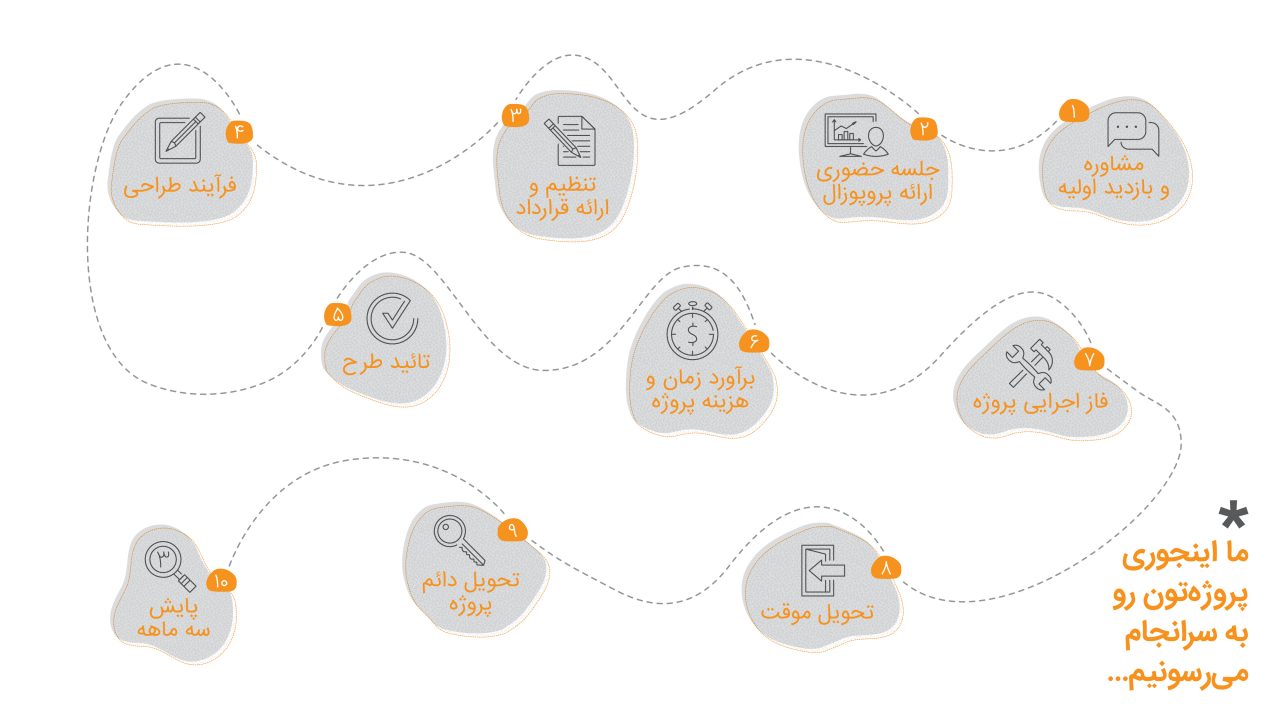 ۱
مشاوره
و بازدید اولیه
۲
جلسه حضوری
ارائه پروپوزال
۳
تنظیم و
ارائه قرارداد
۴
فرآیند طراحی
۵
تائید طرح
۶
$
برآورد زمان و
هزینه پروژه
۷
فاز اجرایی پروژه
۸
تحویل موقت
۹
تحویل دائم
پروژه
۱۰
۳
پایش
سه ماهه
*
ما اینجوری
پروژه‌تون رو
به سرانجام
می‌رسونیم...